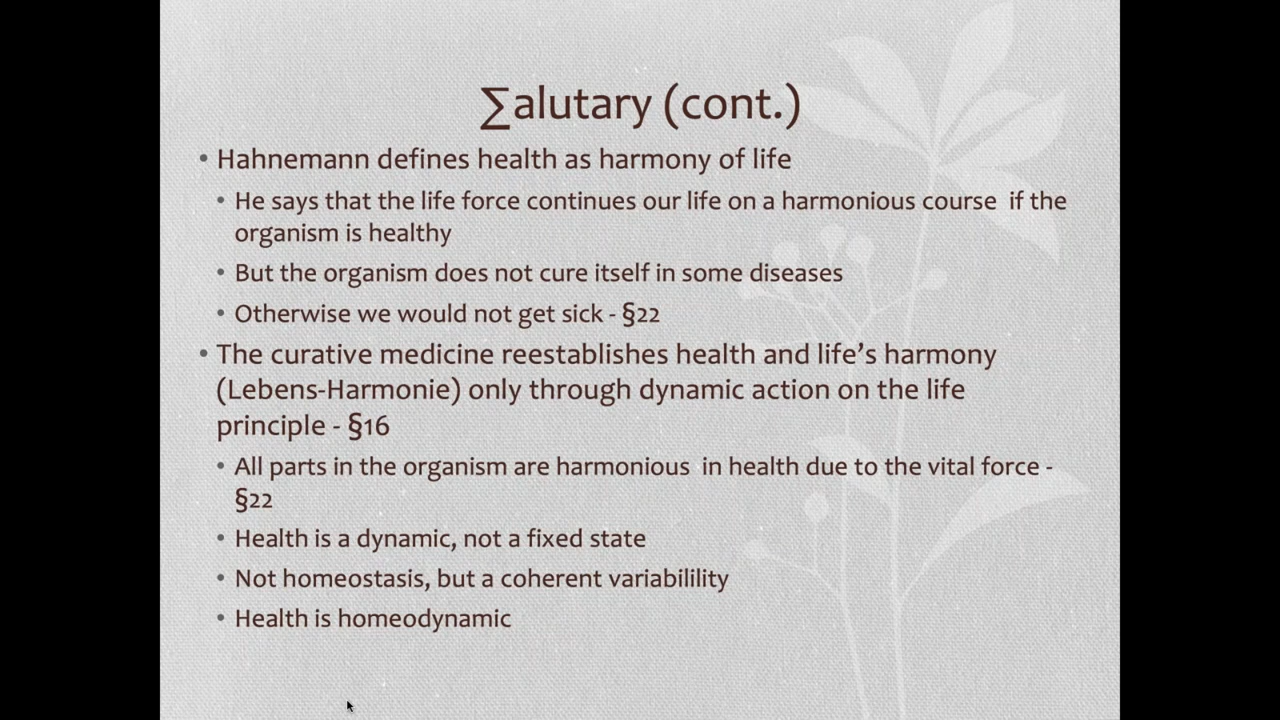 ∑alutary (cont.)
• Hahnemann defines health as harmony of life
• He says that the life force continues our life on a harmonious course  if the
organism is healthy
• But the organism does not cure itself in some diseases
• Otherwise we would not get sick - §22
• The curative medicine reestablishes health and life’s harmony
(Lebens-Harmonie) only through dynamic action on the life
principle - §16
• All parts in the organism are harmonious  in health due to the vital force -
§22
• Health is a dynamic, not a fixed state
• Not homeostasis, but a coherent variabilility
• Health is homeodynamic